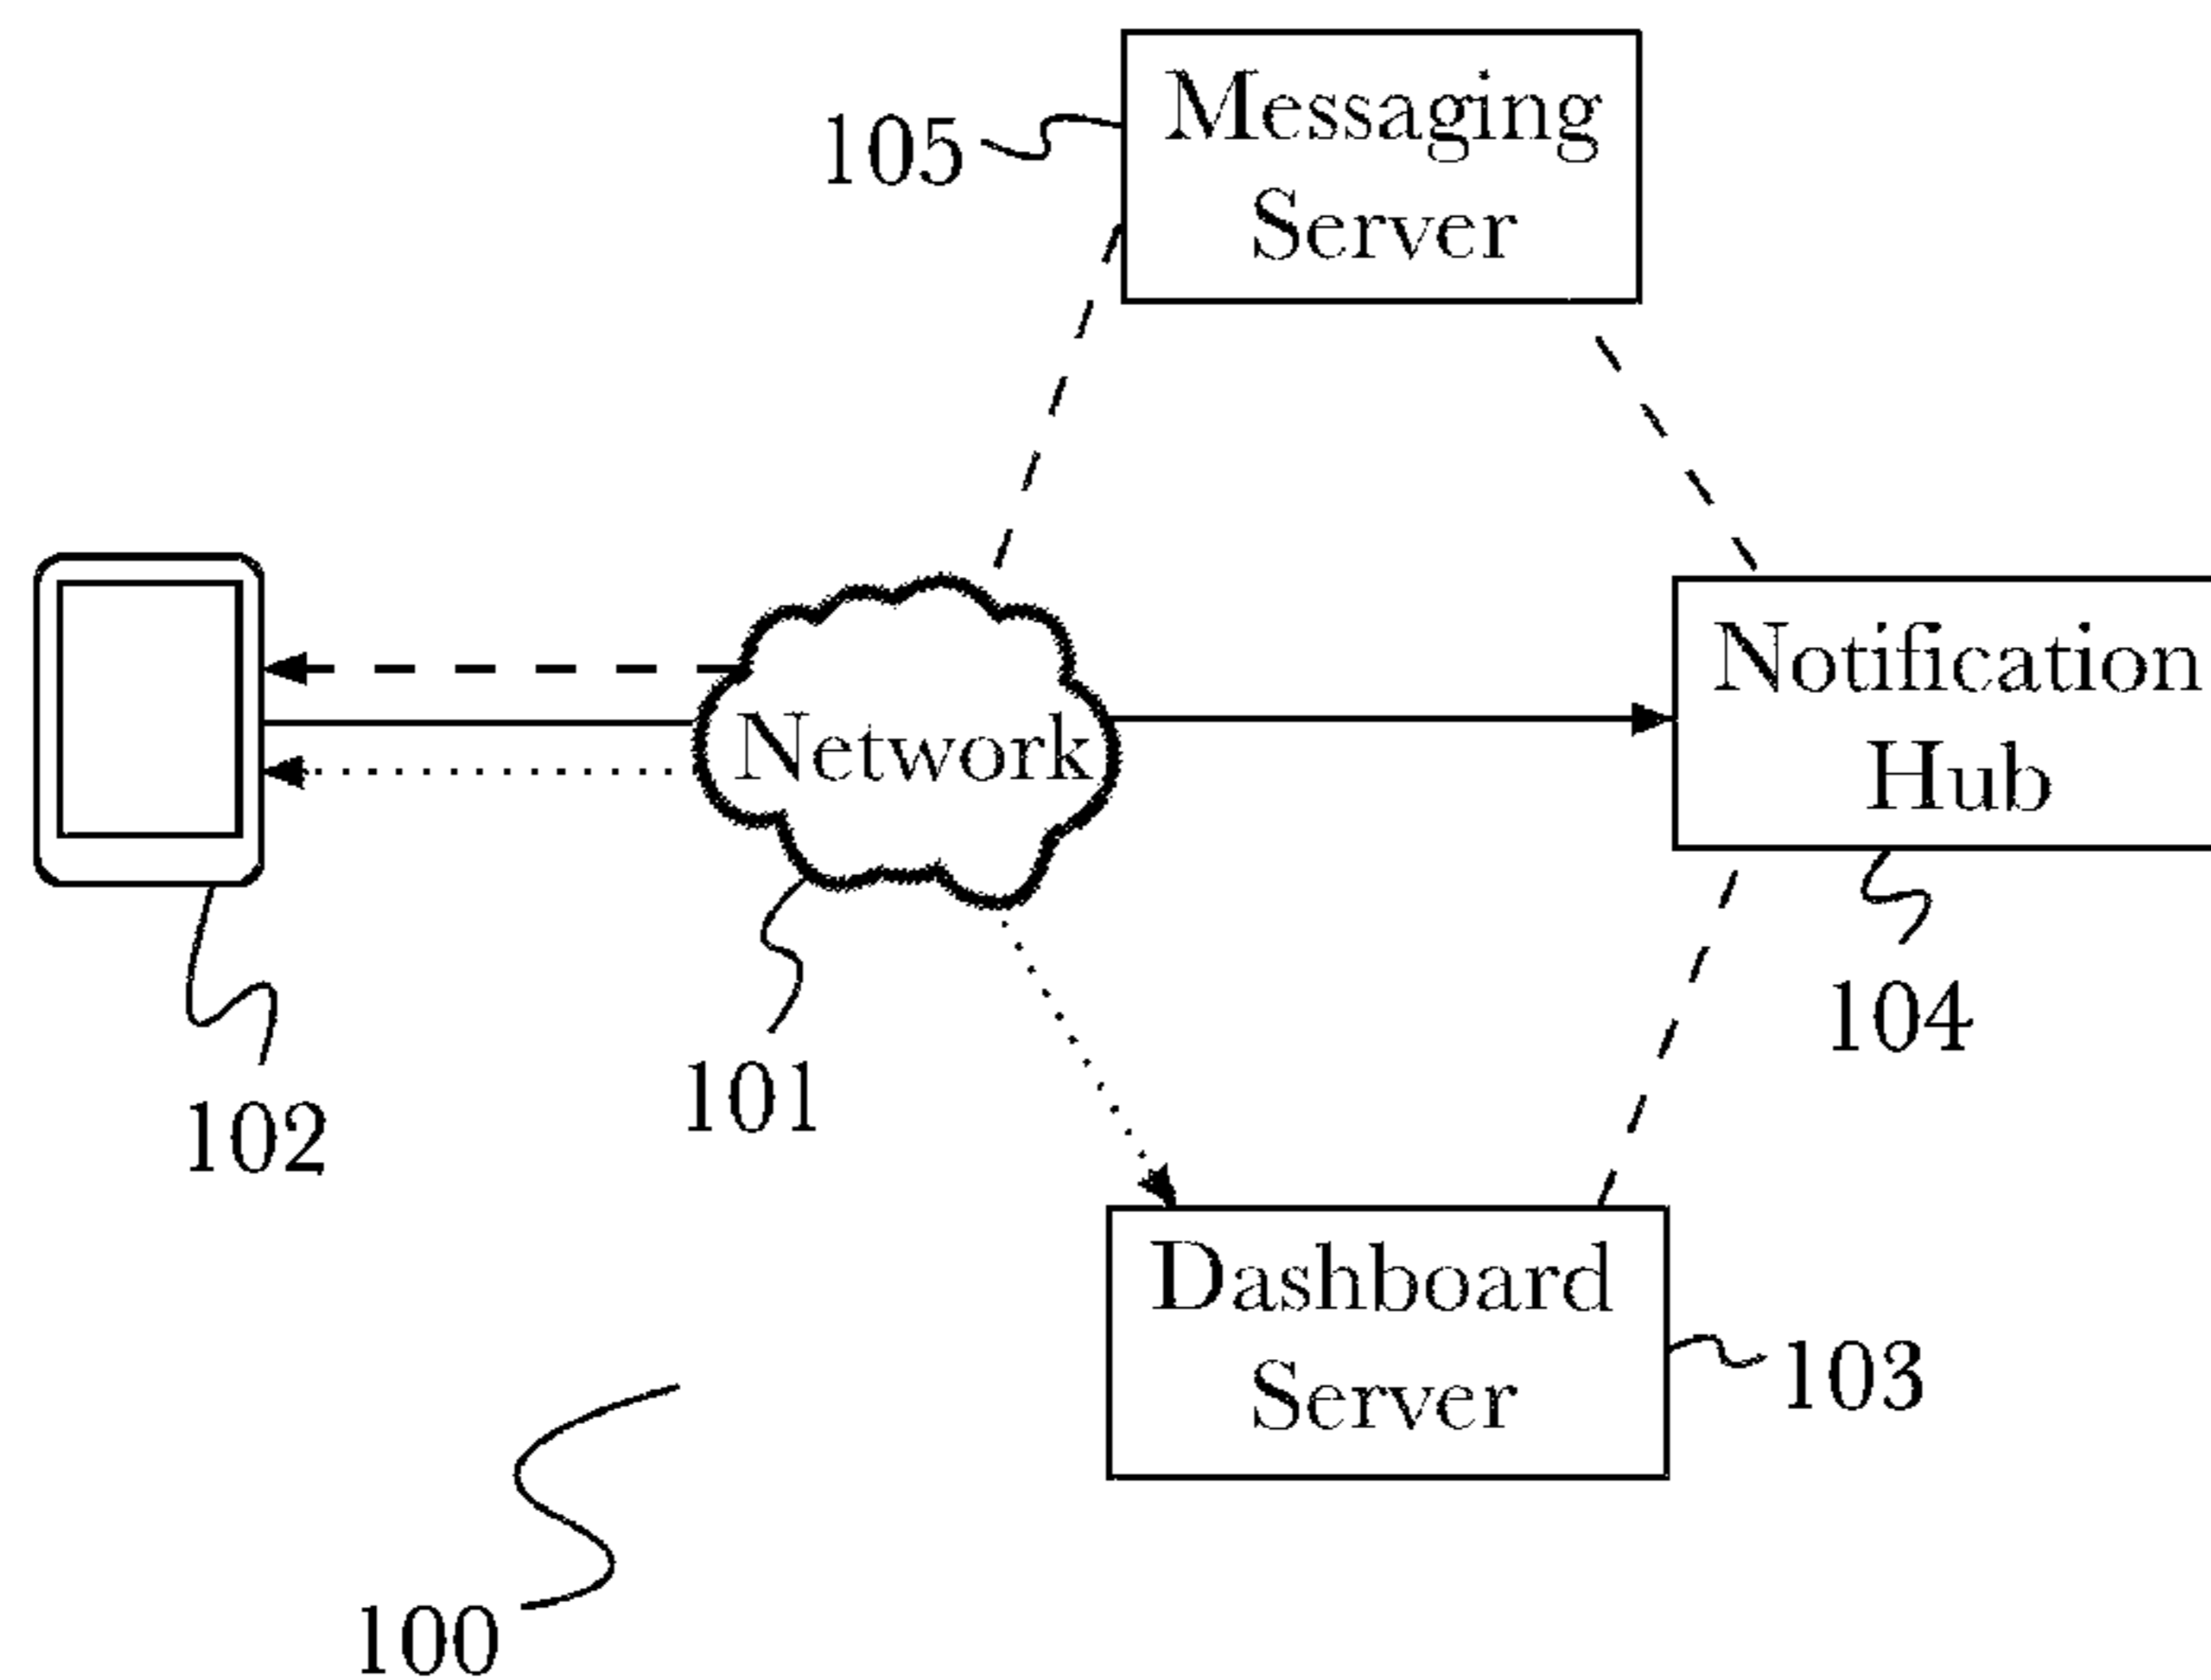 105
Messaging
Server
Network
Notification
Hub
102
101
104
Dashboard
Server
103
100